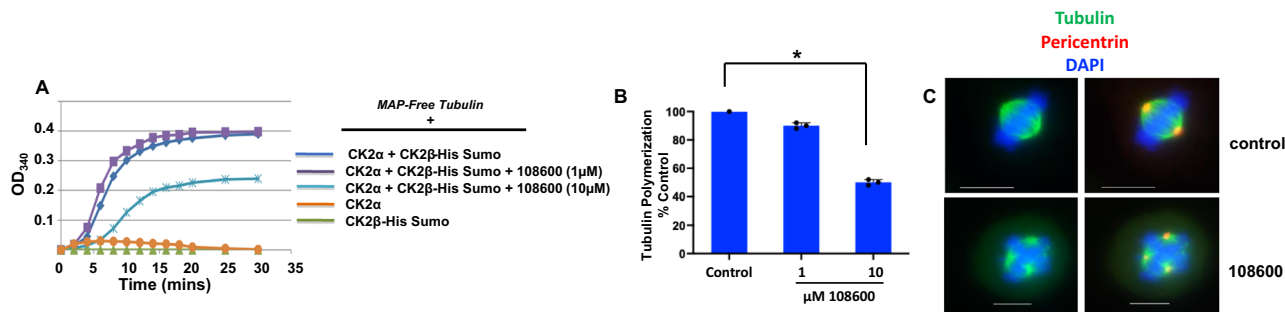 A
OD340
0.4
0.3
0.2
0.1
0 5 10 15 20 25 30 35
Time (mins)
MAP-Free Tubulin
+
CK2α + CK2β-His Sumo
CK2α + CK2β-His Sumo + 108600 (1μM)
CK2α + CK2β-His Sumo + 108600 (10μM)
CK2α
CK2β-His Sumo
B
*
Tubulin Polymerization
% Control
100
80
60
40
20
0
Control 1 10
μM 108600
Tubulin
Pericentrin
DAPI
C
control
108600